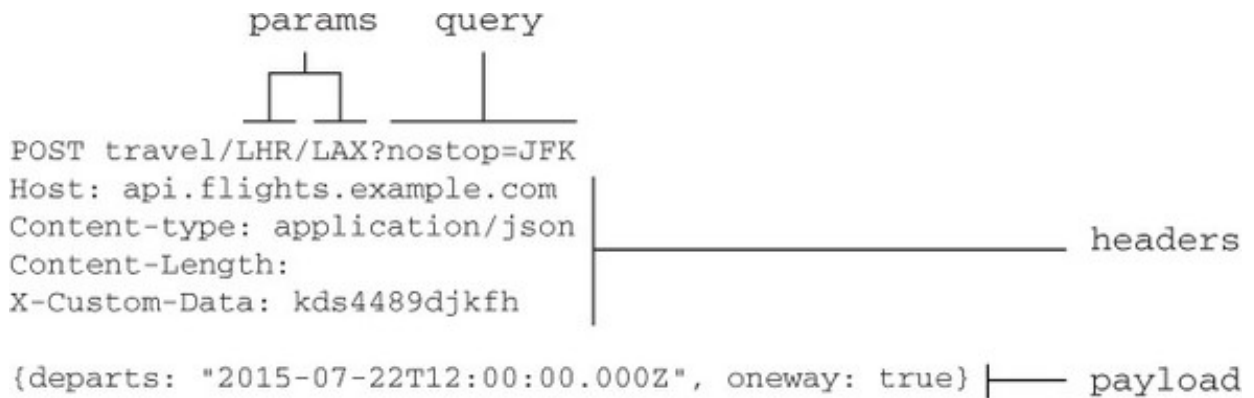 params query
POST travel/LHR/LAX?nostop=JFK
Host: api.flights.example.com
Content-type: application/json
headers
Content-Length:
X-Custom-Data: kds4489djkfh
{departs: "2015-07-22T12:00:00.000Z", oneway: true} payload